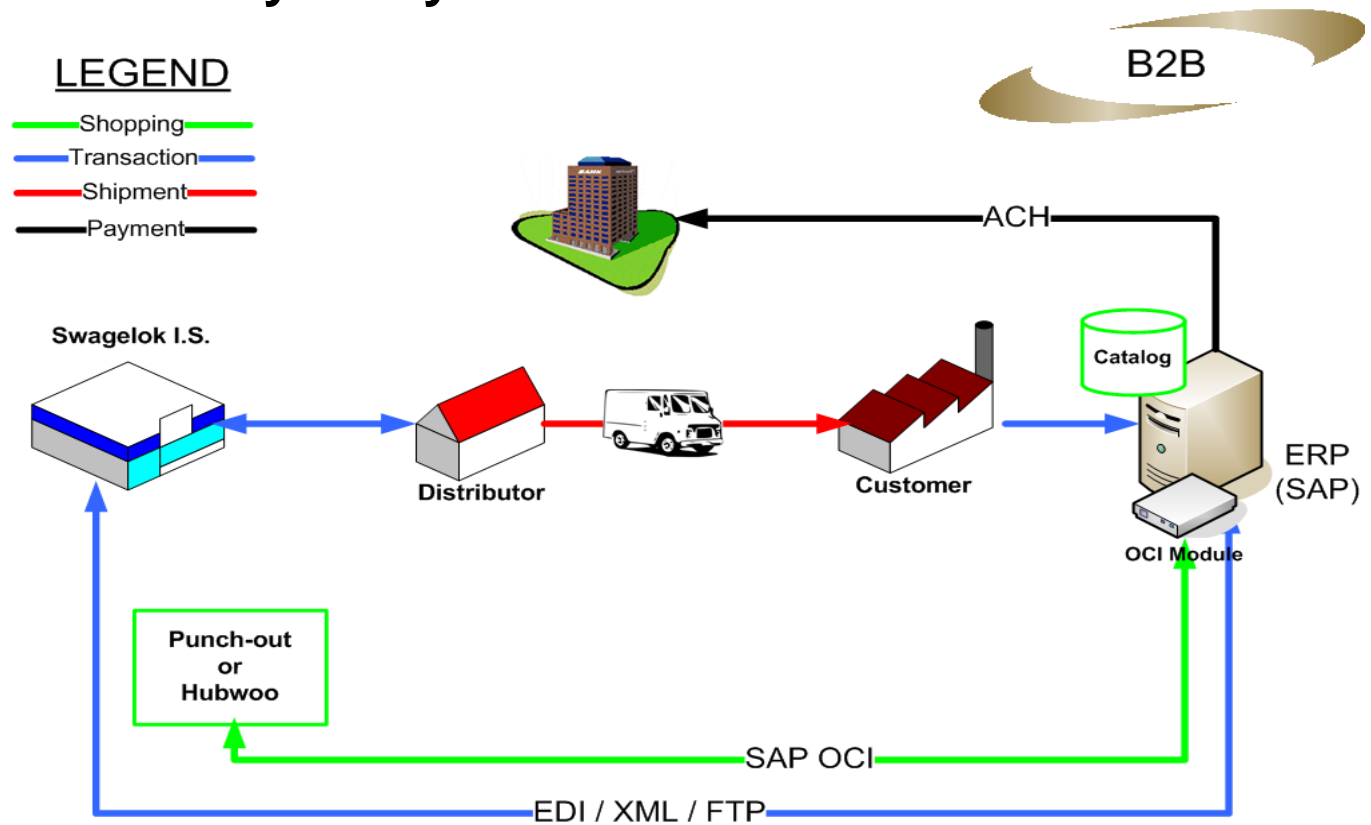 B2B
LEGEND
Shopping
Transaction
Shipment
Payment
BANK
ACH
Swagelok I.S.
Catalog
Distributor
Customer
ERP
(SAP)
OCI Module
Punch-out
or
Hubwoo
SAP OCI
EDI / XML / FTP